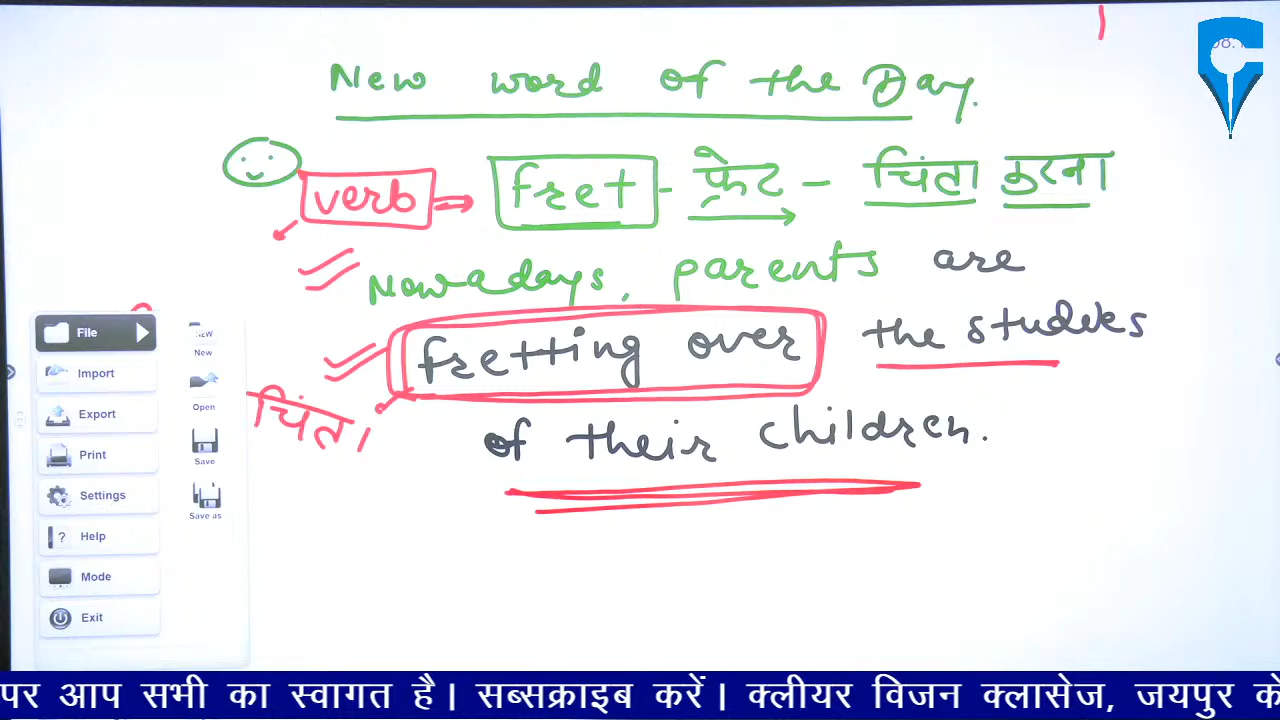 New word of the Day.
verb fret - फ्रेट - चिंता करना
Nowadays, parents are
fretting over the studies
of their children.
चिंता
File
Import
Export
Print
Settings
? Help
Mode
Exit
NEW
New
Open
Save
Save as
पर आप सभी का स्वागत है। सब्सक्राइब करें। क्लीयर विजन क्लासेज, जयपुर के